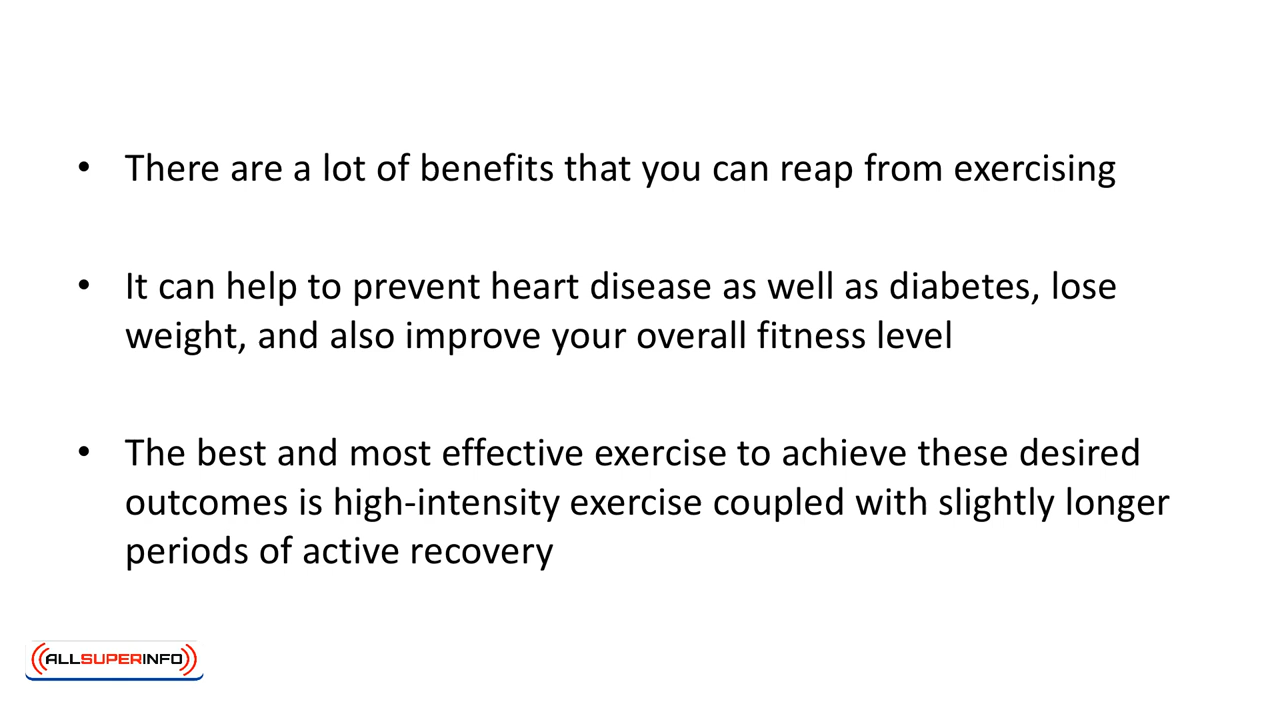 • There are a lot of benefits that you can reap from exercising
• It can help to prevent heart disease as well as diabetes, lose
weight, and also improve your overall fitness level
• The best and most effective exercise to achieve these desired
outcomes is high-intensity exercise coupled with slightly longer
periods of active recovery
ALLSUPERINFO